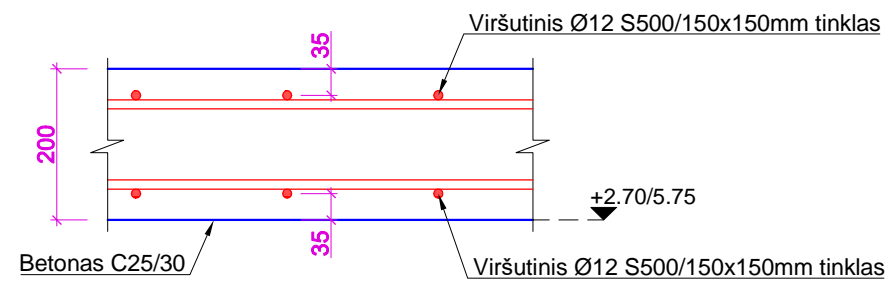 Viršutinis Ø12 S500/150x150mm tinklas
35
200
+2.70/5.75
35
Betonas C25/30
Viršutinis Ø12 S500/150x150mm tinklas